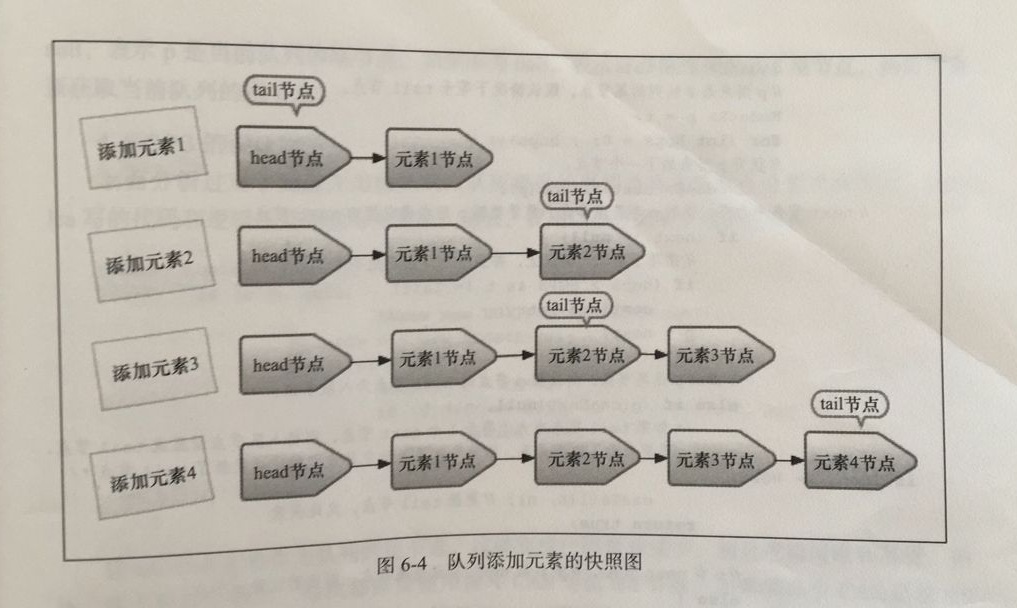 tail节点
添加元素1
head节点
元素1节点
tail节点
添加元素2
head节点
元素1节点
元素2节点
tail节点
添加元素3
head节点
元素1节点
元素2节点
元素3节点
tail节点
添加元素4
head节点
元素1节点
元素2节点
元素3节点
元素4节点
图 6-4 队列添加元素的快照图